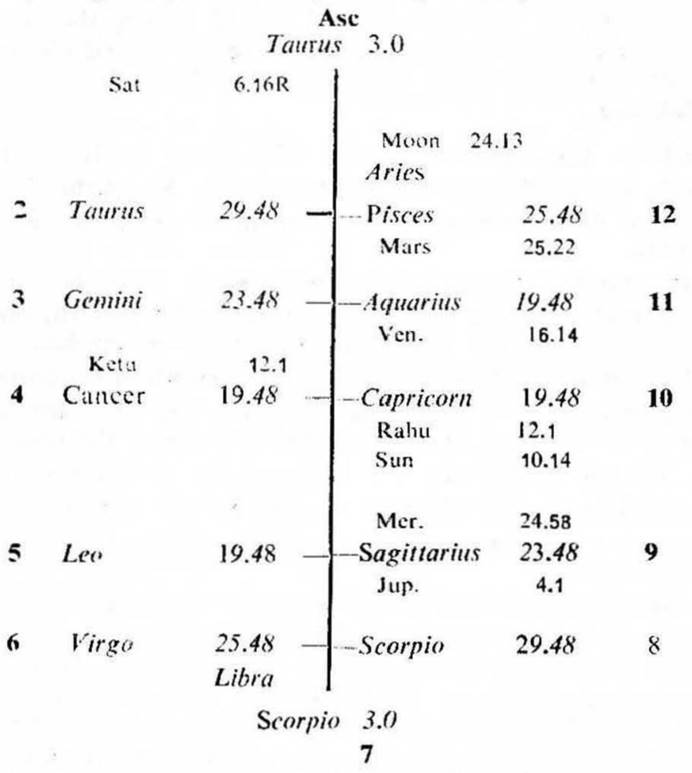 Asc
Taurus 3.0
Sat 6.16R
Moon 24.13
Aries
2 Taurus 29.48 Pisces 25.48 12
Mars 25.22
3 Gemini 23.48 Aquarius 19.48 11
Ven. 16.14
Ketu 12.1
4 Cancer 19.48 Capricorn 19.48 10
Rahu 12.1
Sun 10.14
Mer. 24.58
5 Leo 19.48 Sagittarius 23.48 9
Jup. 4.1
6 Virgo 25.48 Scorpio 29.48 8
Libra
Scorpio 3.0
7